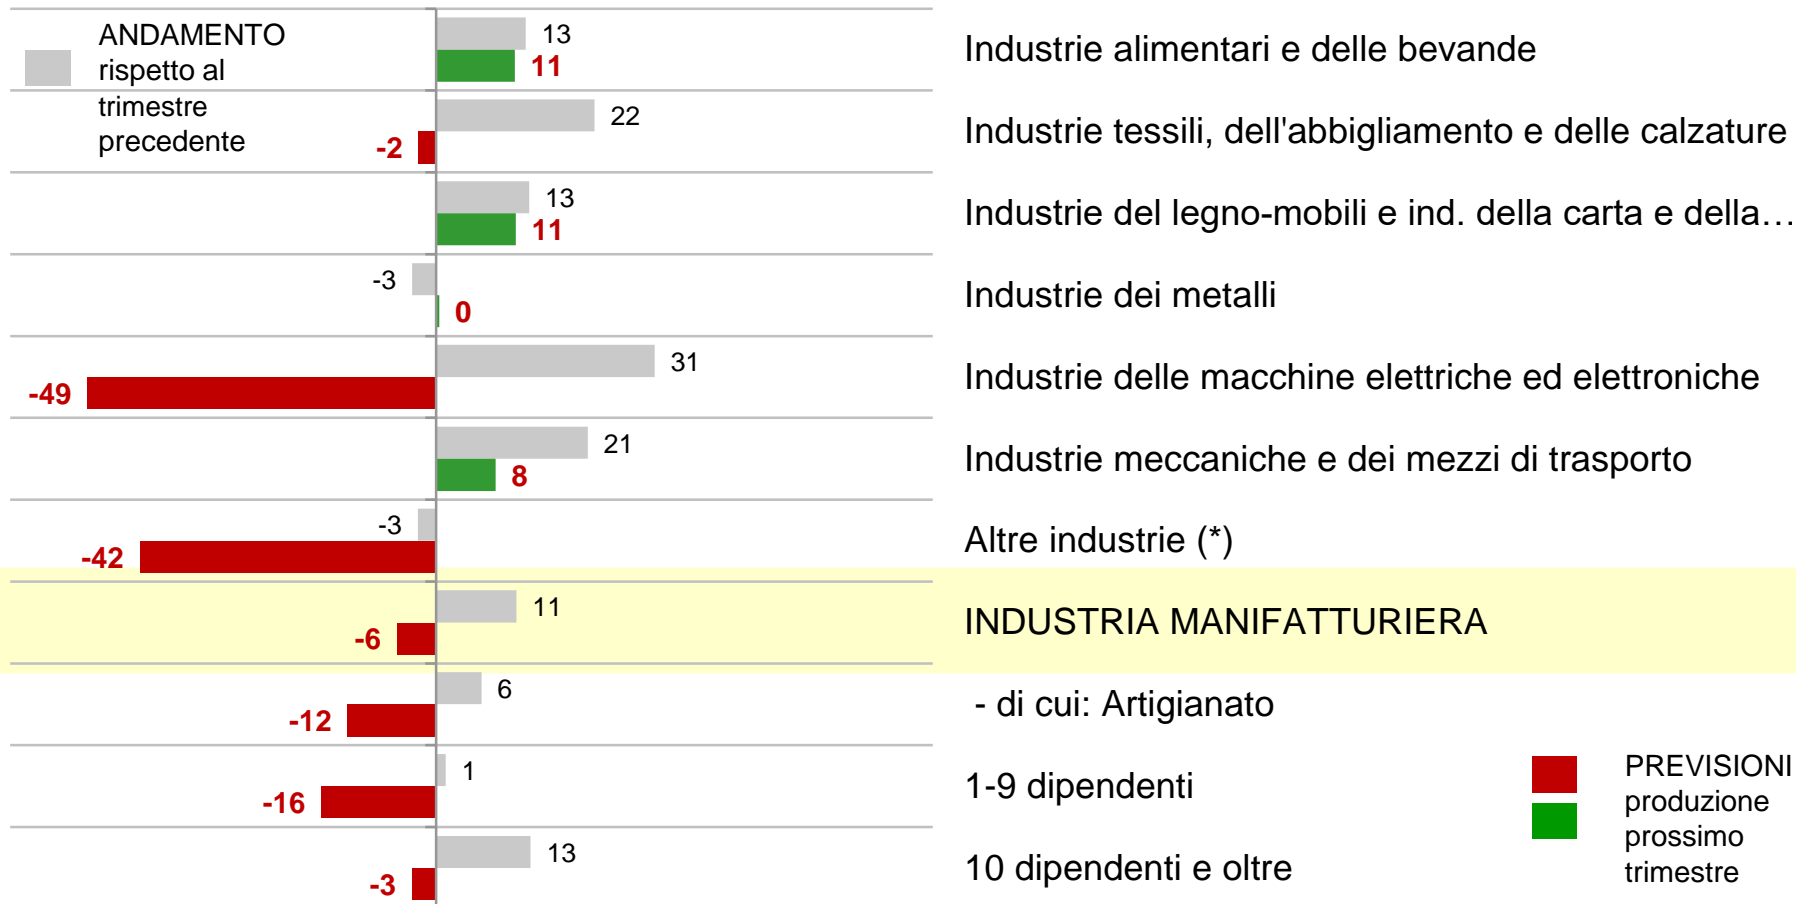 ANDAMENTO
rispetto al
trimestre
precedente
13
11
Industrie alimentari e delle bevande
22
-2
Industrie tessili, dell'abbigliamento e delle calzature
13
11
Industrie del legno-mobili e ind. della carta e della…
-3
0
Industrie dei metalli
31
-49
Industrie delle macchine elettriche ed elettroniche
21
8
Industrie meccaniche e dei mezzi di trasporto
-3
-42
Altre industrie (*)
11
-6
INDUSTRIA MANIFATTURIERA
6
-12
- di cui: Artigianato
1
-16
1-9 dipendenti
13
-3
10 dipendenti e oltre
PREVISIONI
produzione
prossimo
trimestre